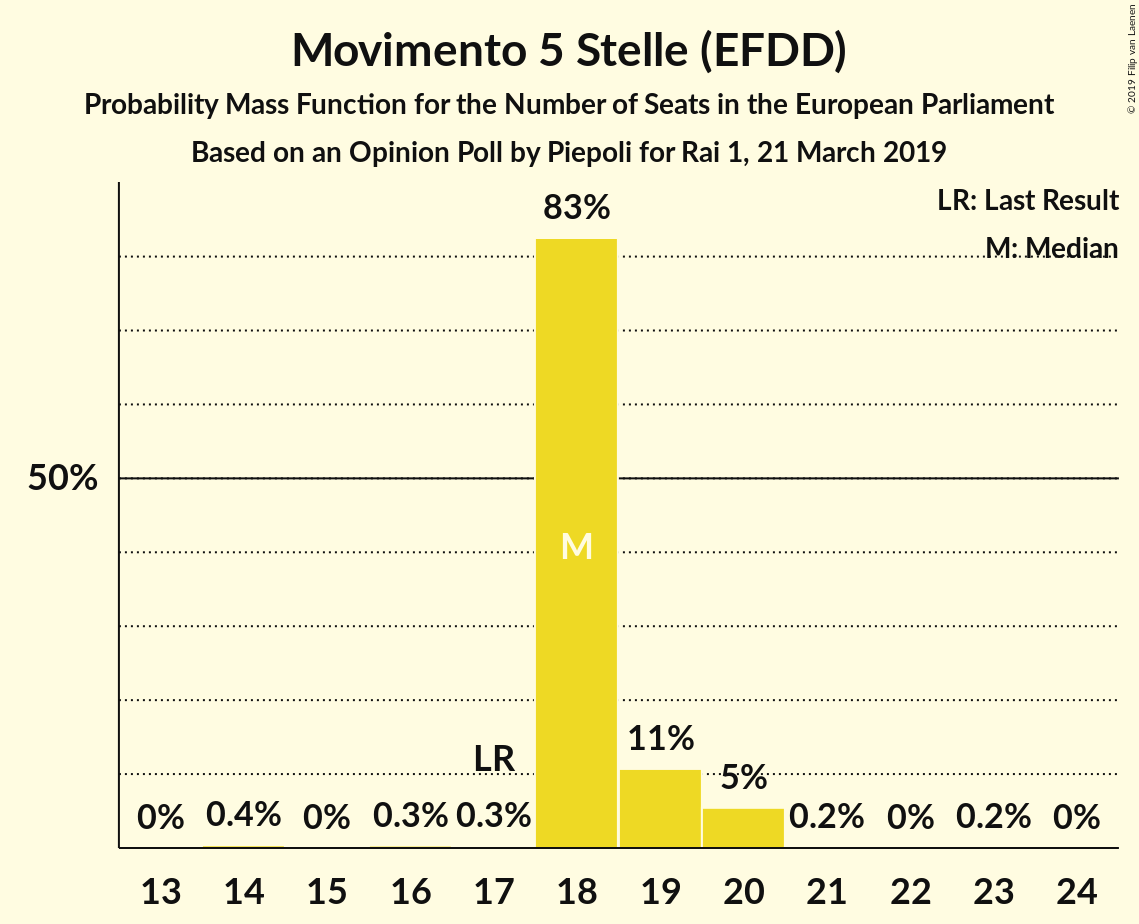 Movimento 5 Stelle (EFDD)
Probability Mass Function for the Number of Seats in the European Parliament
Based on an Opinion Poll by Piepoli for Rai 1, 21 March 2019
© 2019 Filip van Laenen
LR: Last Result
M: Median
83%
50%
M
LR
11%
5%
0% 0.4% 0% 0.3% 0.3% 0.2% 0% 0.2% 0%
13 14 15 16 17 18 19 20 21 22 23 24